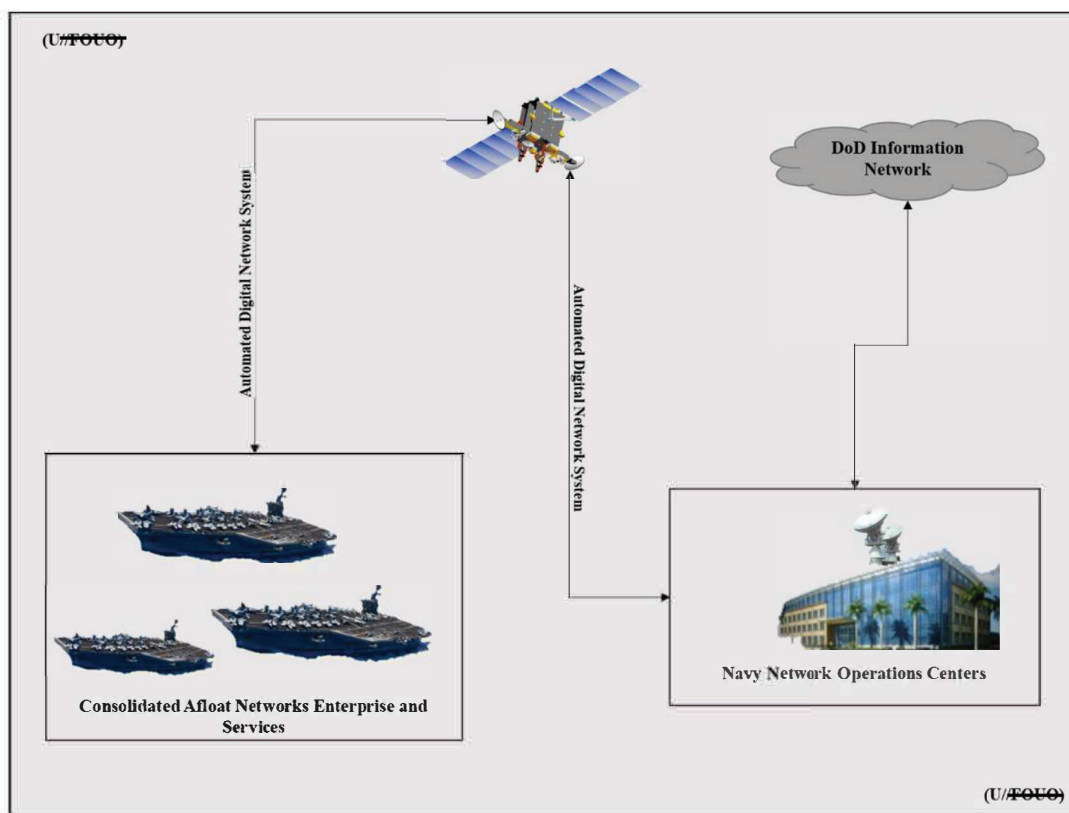 (U//FOUO)
DoD Information
Network
Automated Digital Network System
Automated Digital Network System
Consolidated Afloat Networks Enterprise and
Services
Navy Network Operations Centers
(U//FOUO)